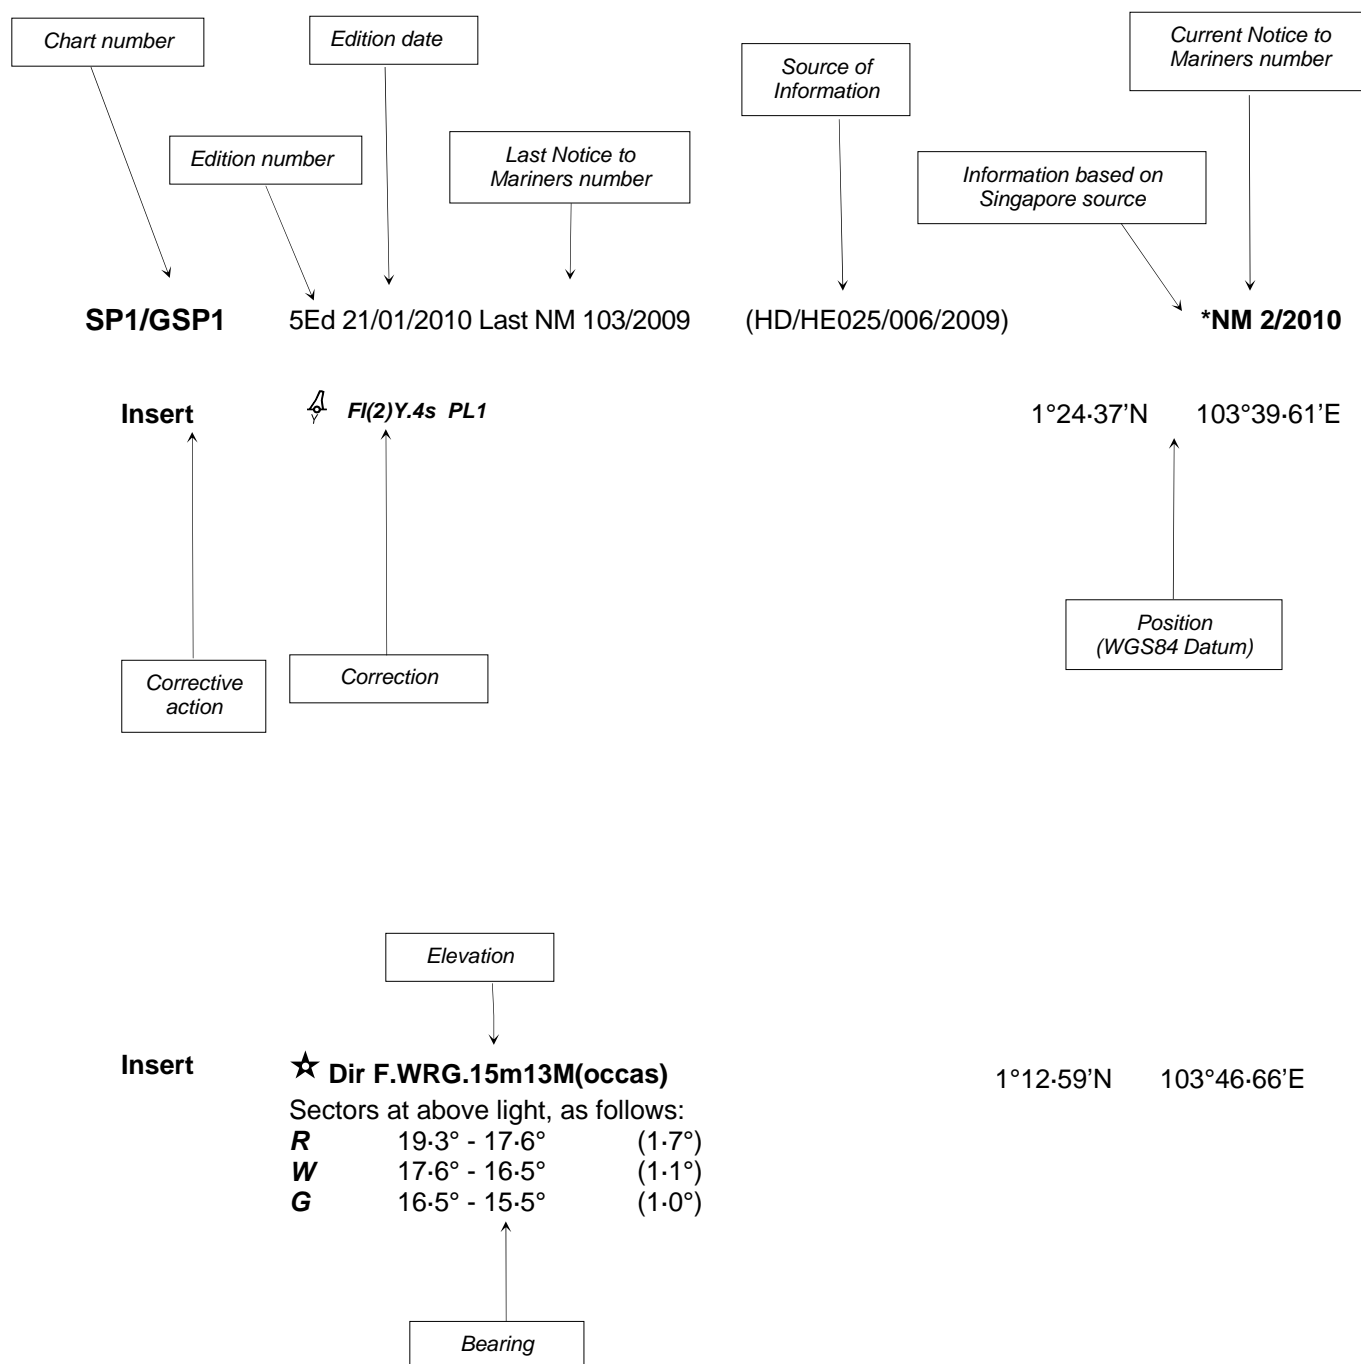 Chart number
Edition date
Current Notice to
Mariners number
Source of
Information
Edition number
Last Notice to
Mariners number
Information based on
Singapore source
SP1/GSP1 5Ed 21/01/2010 Last NM 103/2009 (HD/HE025/006/2009) *NM 2/2010
Insert Fl(2)Y.4s PL1 1°24·37’N 103°39·61’E
Y
Position
(WGS84 Datum)
Corrective
action
Correction
Elevation
Insert Dir F.WRG.15m13M(occas) 1°12·59’N 103°46·66’E
Sectors at above light, as follows:
R 19·3° - 17·6° (1·7°)
W 17·6° - 16·5° (1·1°)
G 16·5° - 15·5° (1·0°)
Bearing